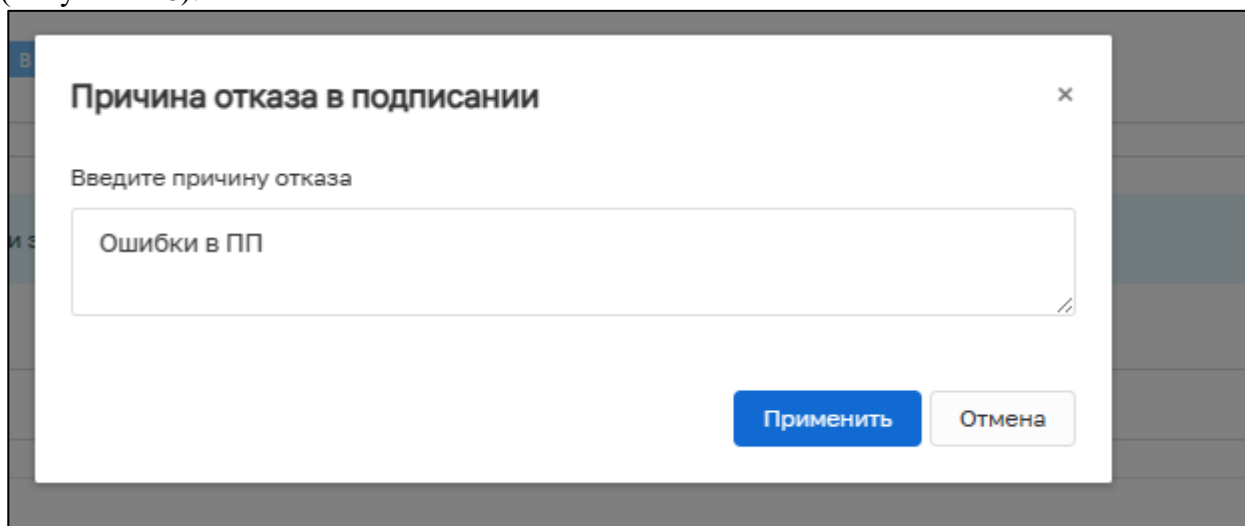 В
Причина отказа в подписании ×
Введите причину отказа
и з
Ошибки в ПП
Применить Отмена